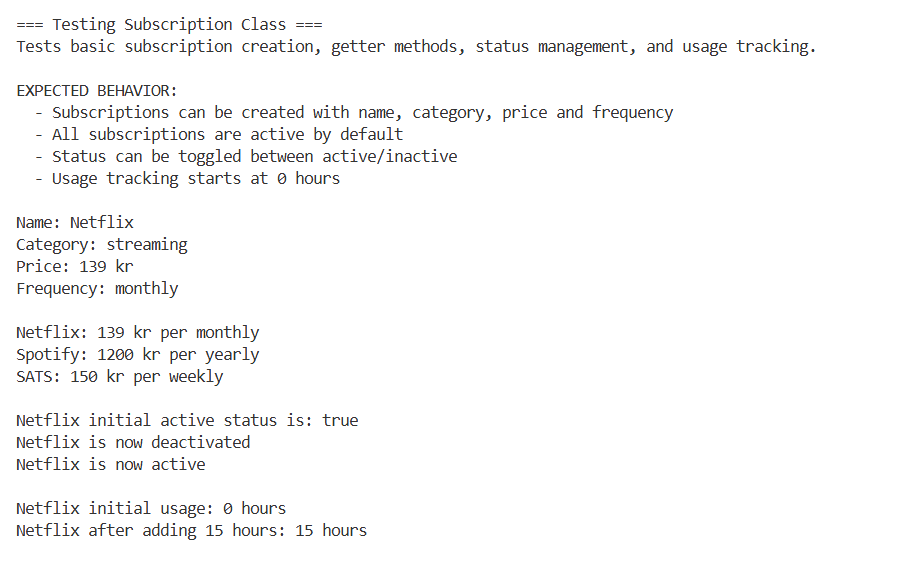 === Testing Subscription Class ===
Tests basic subscription creation, getter methods, status management, and usage tracking.
EXPECTED BEHAVIOR:
- Subscriptions can be created with name, category, price and frequency
- All subscriptions are active by default
- Status can be toggled between active/inactive
- Usage tracking starts at 0 hours
Name: Netflix
Category: streaming
Price: 139 kr
Frequency: monthly
Netflix: 139 kr per monthly
Spotify: 1200 kr per yearly
SATS: 150 kr per weekly
Netflix initial active status is: true
Netflix is now deactivated
Netflix is now active
Netflix initial usage: 0 hours
Netflix after adding 15 hours: 15 hours